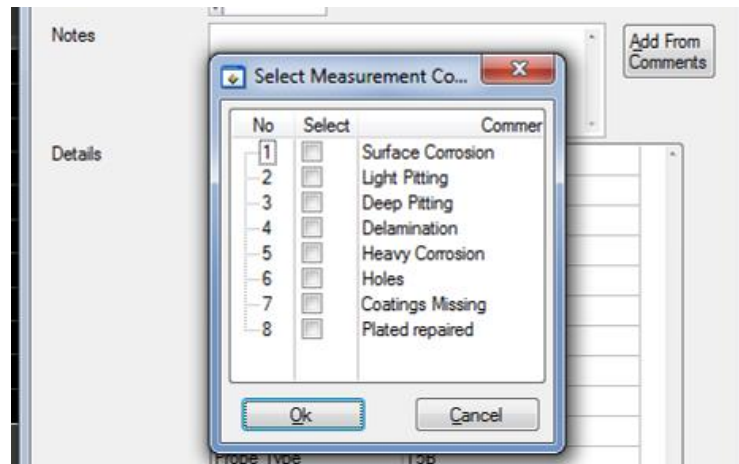 Notes
Add From
Comments
Select Measurement Co...
No Select Commer
1 Surface Corrosion
Details
2 Light Pitting
3 Deep Pitting
4 Delamination
5 Heavy Corrosion
6 Holes
7 Coatings Missing
8 Plated repaired
Ok Cancel
Probe Type T5B